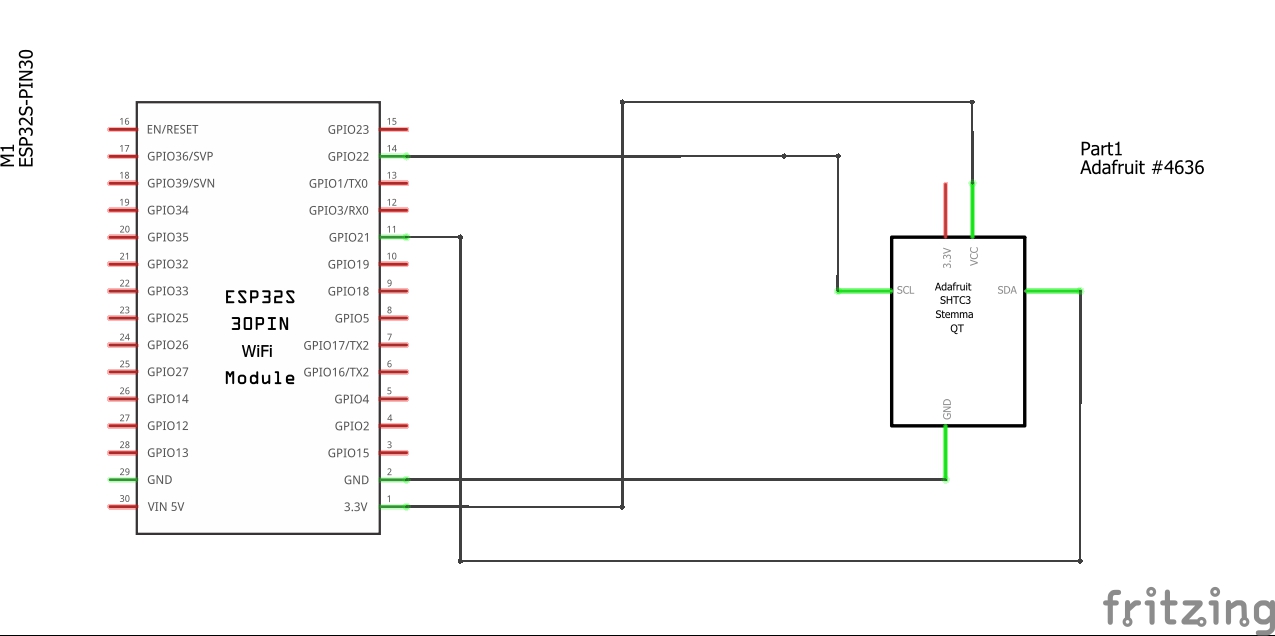 M1
ESP32S-PIN30
16 EN/RESET GPIO23 15
17 GPIO36/SVP GPIO22 14
18 GPIO39/SVN GPIO1/TX0 13
19 GPIO34 GPIO3/RX0 12
20 GPIO35 GPIO21 11
21 GPIO32 GPIO19 10
22 GPIO33 GPIO18 9
23 GPIO25 GPIO5 8
24 GPIO26 GPIO17/TX2 7
25 GPIO27 GPIO16/TX2 6
26 GPIO14 GPIO4 5
27 GPIO12 GPIO2 4
28 GPIO13 GPIO15 3
29 GND GND 2
30 VIN 5V 3.3V 1
ESP32S
30PIN
WiFi
Module
Part1
Adafruit #4636
3.3V
VCC
SCL
SDA
Adafruit
SHTC3
Stemma
QT
GND
fritzing